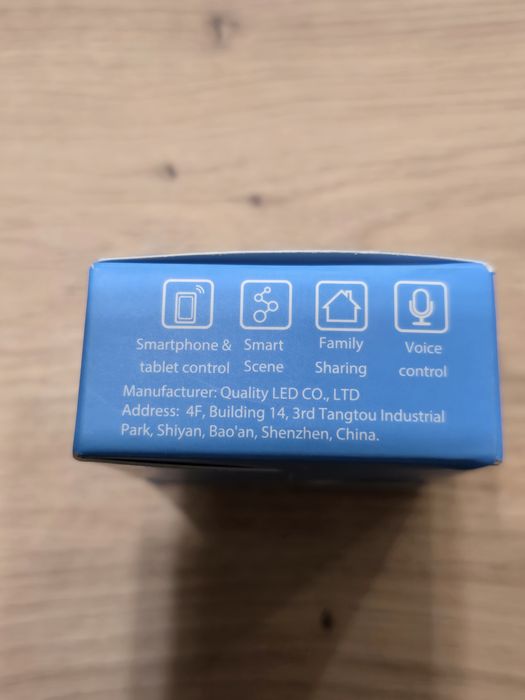 Smartphone & tablet control
Smart Scene
Family Sharing
Voice control
Manufacturer: Quality LED CO., LTD
Address: 4F, Building 14, 3rd Tangtou Industrial
Park, Shiyan, Bao'an, Shenzhen, China.